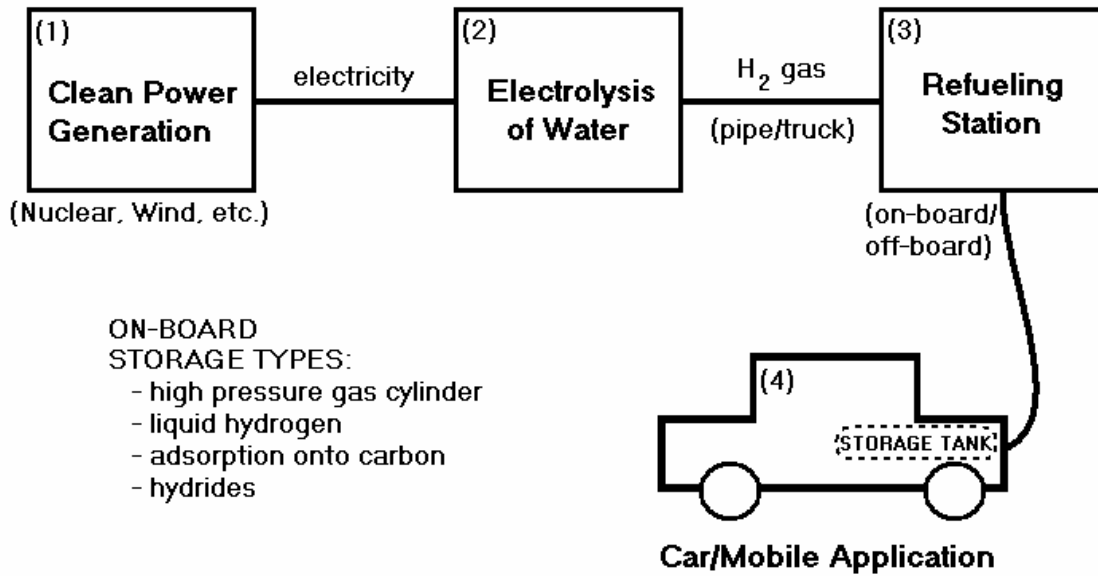 (1)
Clean Power
Generation
(Nuclear, Wind, etc.)
electricity
(2)
Electrolysis
of Water
H₂ gas
(pipe/truck)
(3)
Refueling
Station
(on-board/
off-board)
ON-BOARD
STORAGE TYPES:
- high pressure gas cylinder
- liquid hydrogen
- adsorption onto carbon
- hydrides
(4)
STORAGE TANK
Car/Mobile Application